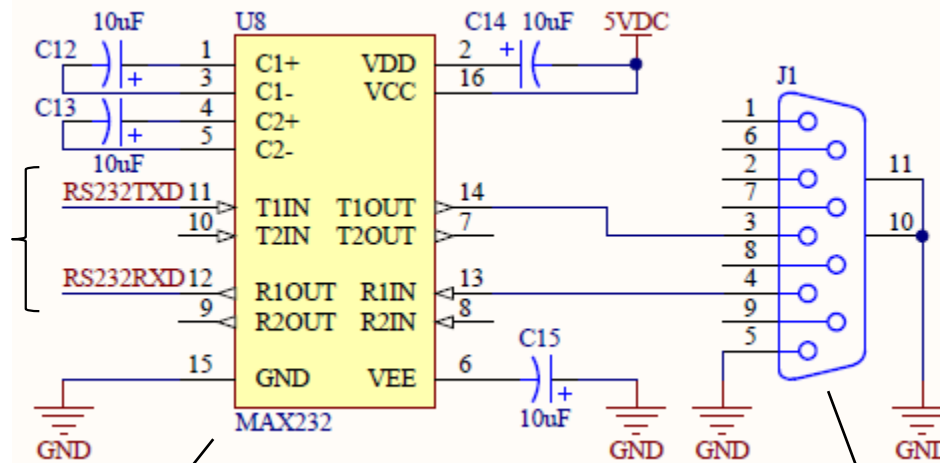 10uF U8 C14 10uF 5VDC
C12 + 1 C1+ VDD 2 +
3 C1- VCC 16 J1
C13 4 C2+ 1
+ 5 C2- 6
10uF 2 11
RS232TXD 11 T1IN T1OUT 14 7
10 T2IN T2OUT 7 3 10
8
RS232RXD 12 R1OUT R1IN 13 4
9 R2OUT R2IN 8 9
C15 5
15 GND VEE 6 +
MAX232 10uF
GND GND GND GND